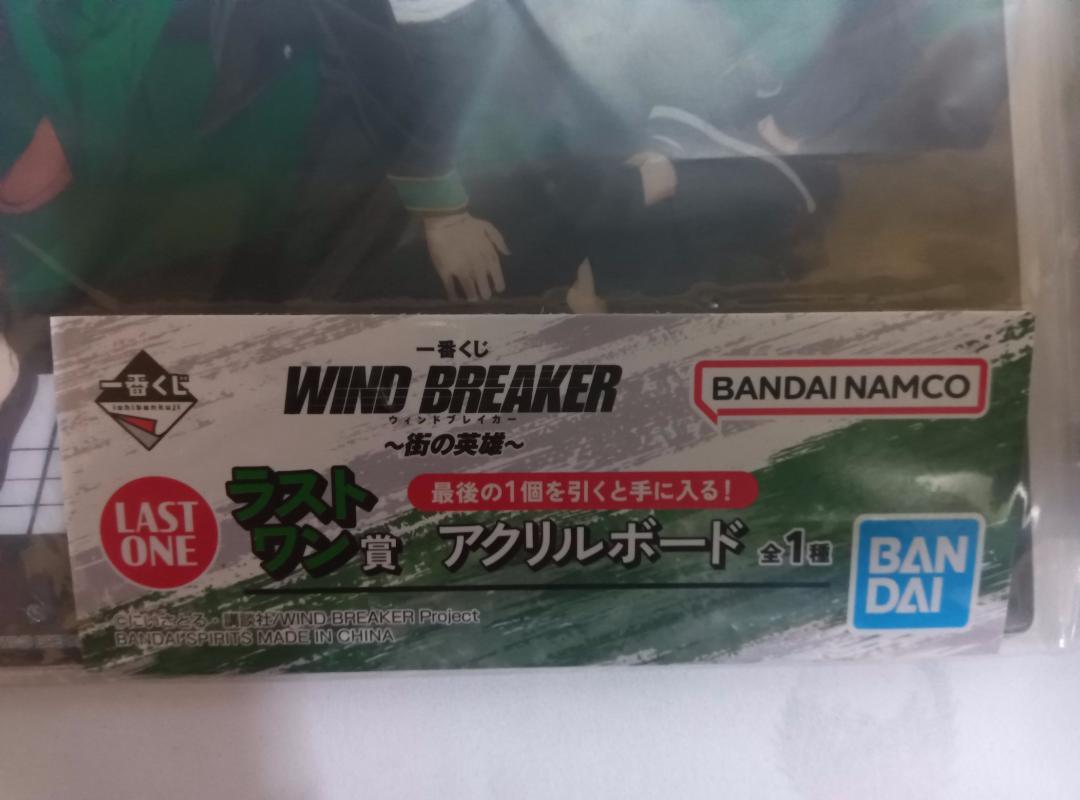 一番くじ
ichibankuji
一番くじ
WIND BREAKER
ウィンドブレイカー
～街の英雄～
BANDAI NAMCO
LAST
ONE
ラスト
ワン賞
最後の1個を引くと手に入る!
アクリルボード 全1種
BAN
DAI
©にいさとる・講談社/WIND BREAKER Project
BANDAI SPIRITS MADE IN CHINA